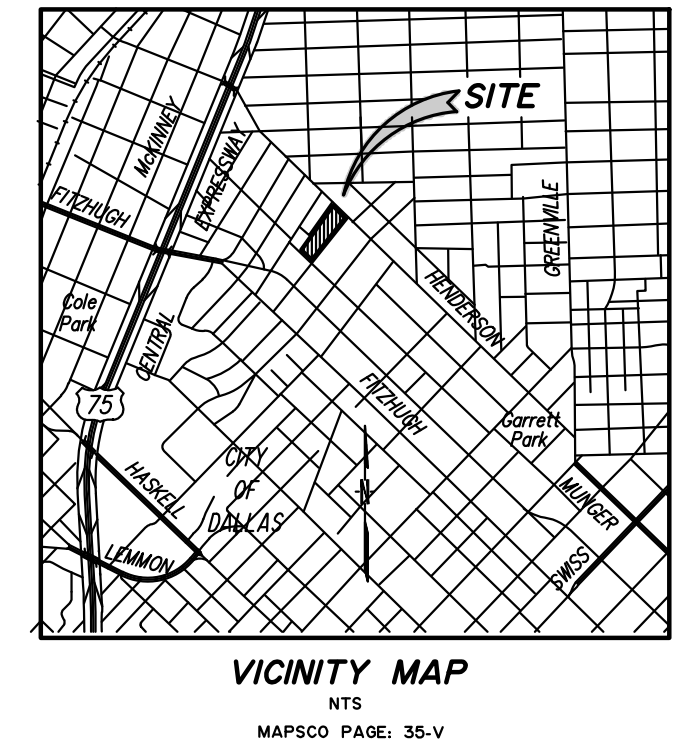 SITE
McKINNEY
EXPRESSWAY
FITZHUGH
GREENVILLE
Cole
Park
CENTRAL
HENDERSON
75
FITZHUGH
Garrett
Park
CITY
OF
DALLAS
HASKELL
N
MUNGER
LEMMON
SWISS
VICINITY MAP
NTS
MAPSCO PAGE: 35-V